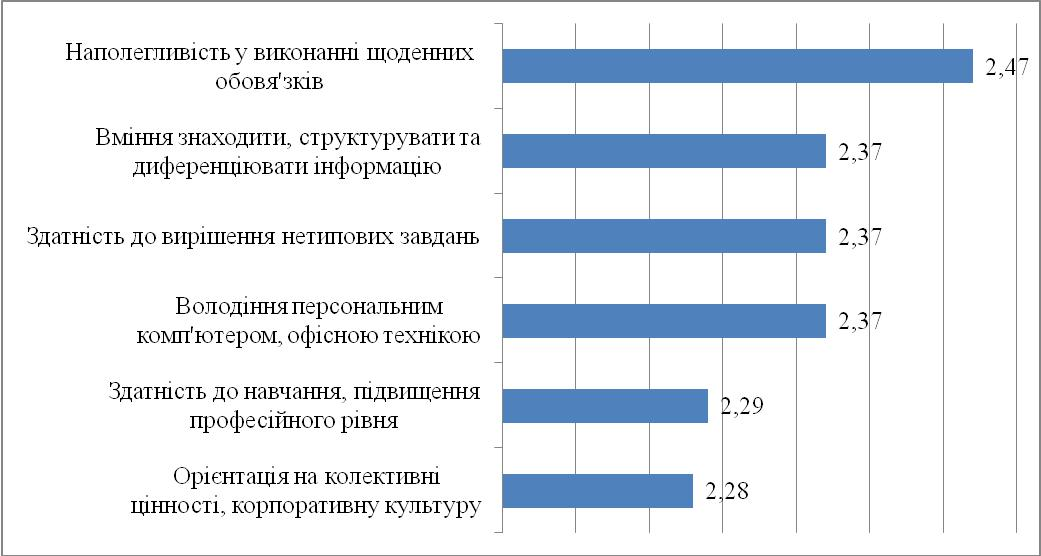 Наполегливість у виконанні щоденних
обовя'зків
2,47
Вміння знаходити, структурувати та
диференціювати інформацію
2,37
Здатність до вирішення нетипових завдань
2,37
Володіння персональним
комп'ютером, офісною технікою
2,37
Здатність до навчання, підвищення
професійного рівня
2,29
Орієнтація на колективні
цінності, корпоративну культуру
2,28